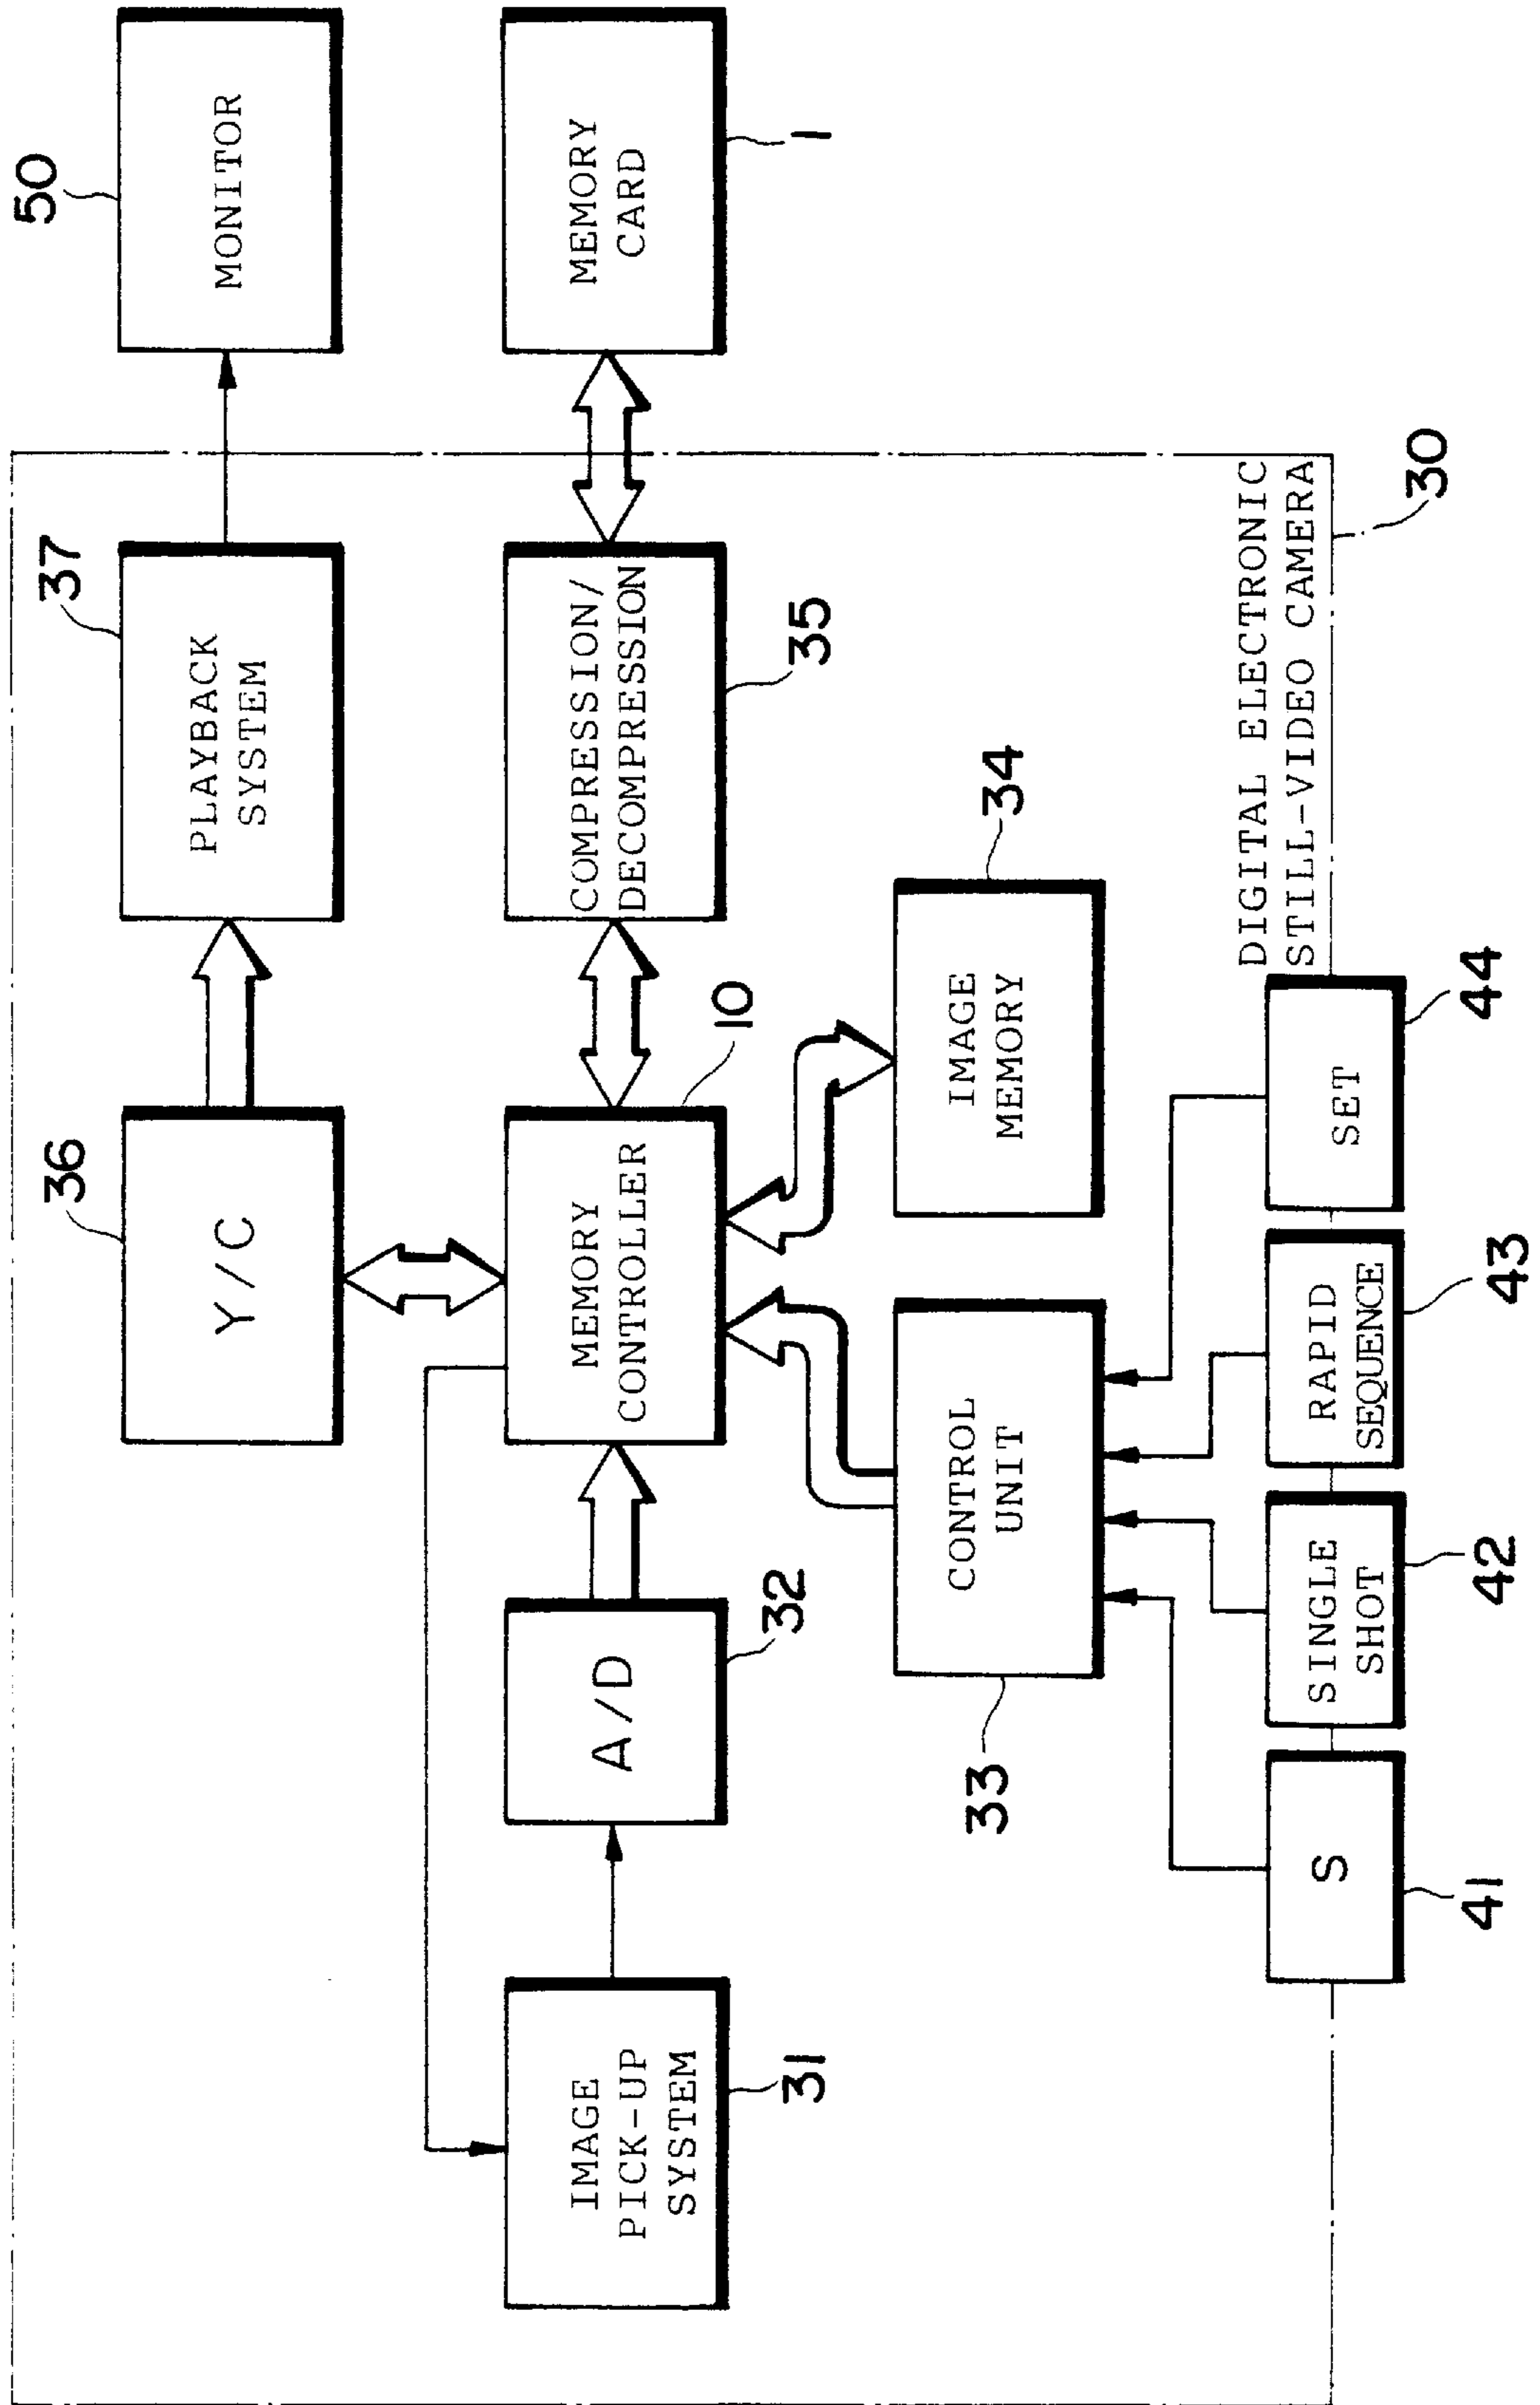 50
MONITOR
MEMORY
CARD
1
37
PLAYBACK
SYSTEM
COMPRESSION/
DECOMPRESSION
35
36
Y/C
MEMORY
CONTROLLER
10
IMAGE
MEMORY
34
A/D
32
IMAGE
PICK-UP
SYSTEM
31
CONTROL
UNIT
33
S
41
SINGLE
SHOT
42
RAPID
SEQUENCE
43
SET
44
DIGITAL ELECTRONIC
STILL-VIDEO CAMERA
30